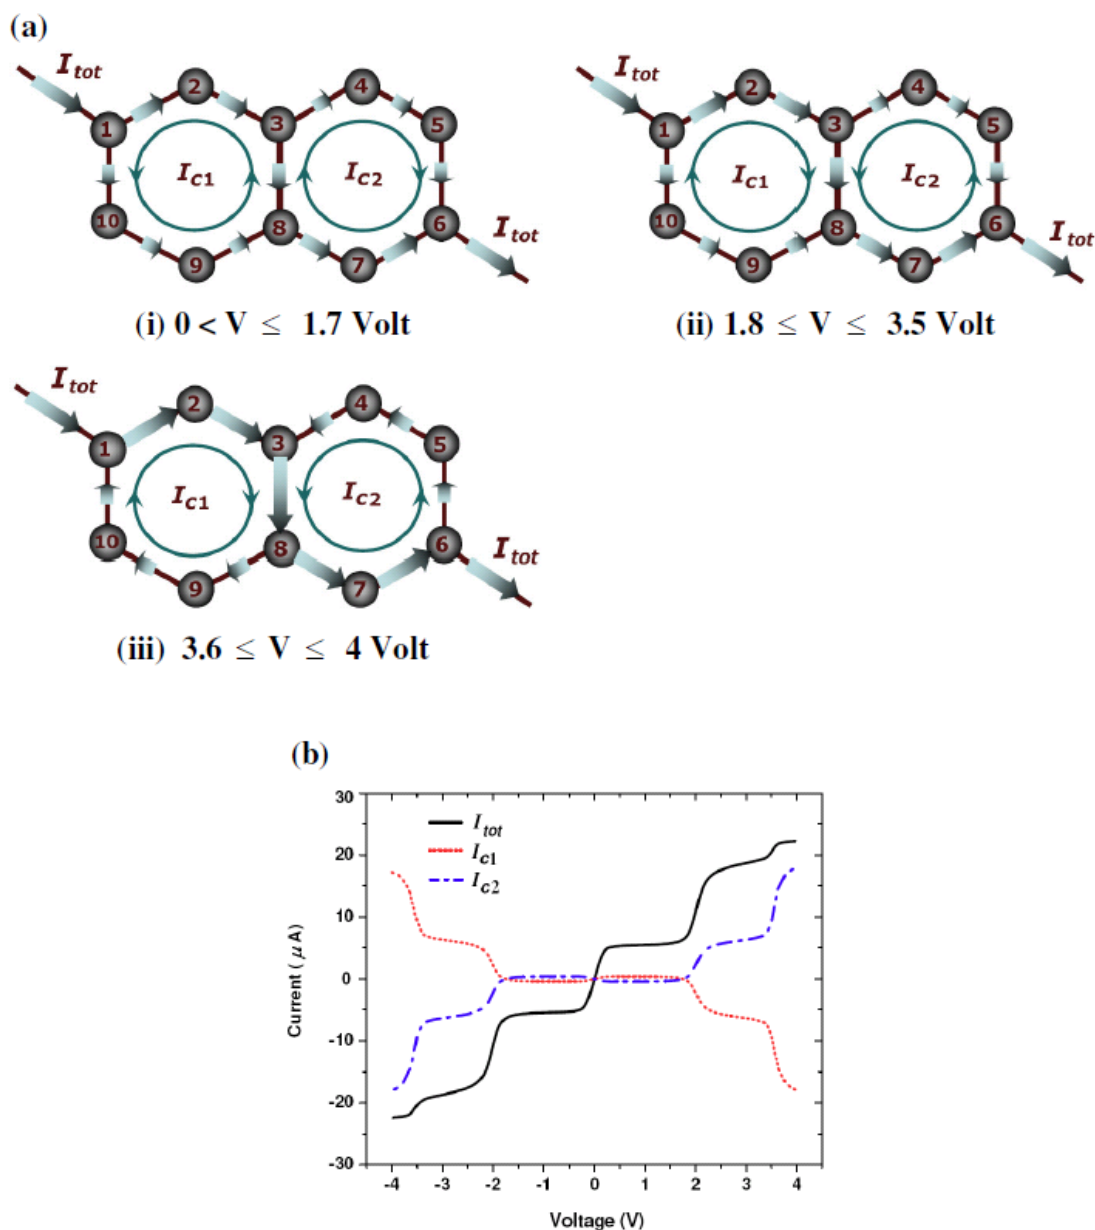 (a)
I_tot I_tot
2 4 2 4
1 3 5 1 3 5
I_c1 I_c2 I_c1 I_c2
10 8 6 10 8 6
I_tot I_tot
9 7 9 7
(i) 0 < V ≤ 1.7 Volt (ii) 1.8 ≤ V ≤ 3.5 Volt
I_tot
2 4
1 3 5
I_c1 I_c2
10 8 6 I_tot
9 7
(iii) 3.6 ≤ V ≤ 4 Volt
(b)
30
I_tot
20
I_c1
I_c2
10
0
Current ( μ A)
-10
-20
-30
-4 -3 -2 -1 0 1 2 3 4
Voltage (V)